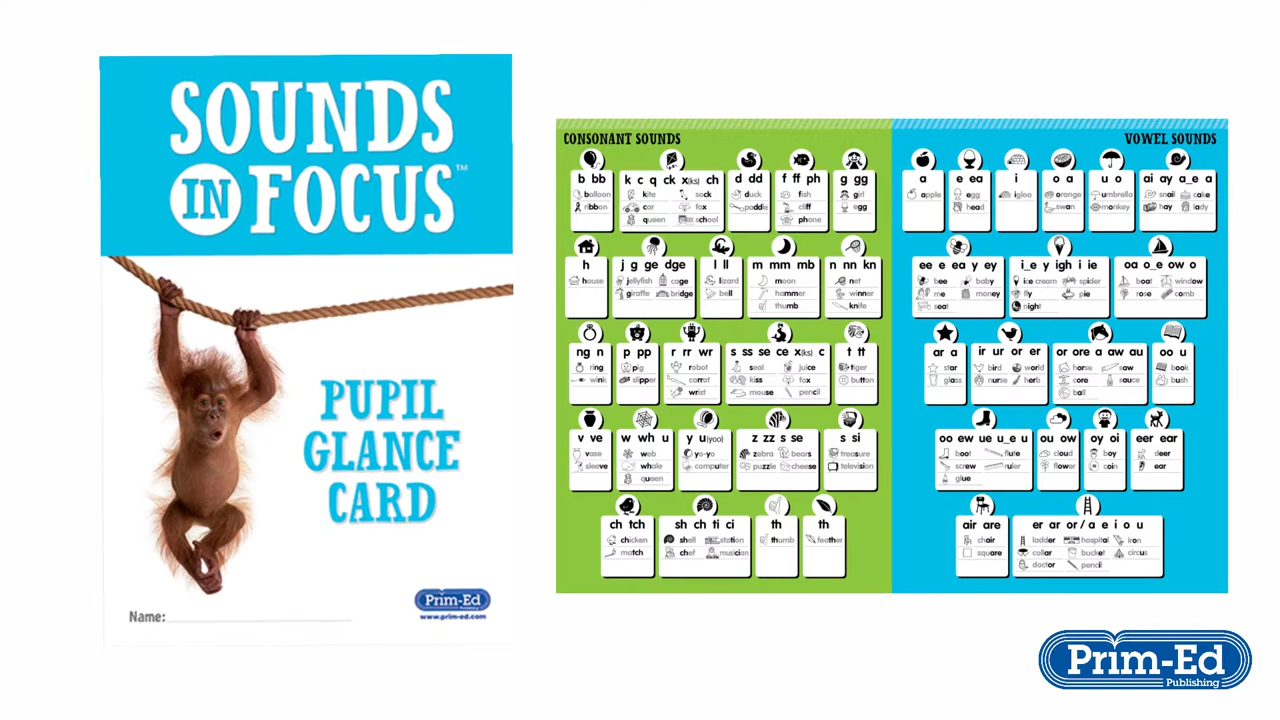 SOUNDS
IN FOCUS™
PUPIL
GLANCE
CARD
Name:
Prim-Ed
Publishing
www.prim-ed.com
CONSONANT SOUNDS
b bb
balloon
ribbon
k c q ck x(ks) ch
kite sock
car fox
queen school
d dd
duck
paddle
f ff ph
fish
cliff
phone
g gg
girl
egg
h
house
j g ge dge
jellyfish cage
giraffe bridge
l ll
lizard
bell
m mm mb
moon
hammer
thumb
n nn kn
net
winner
knife
ng n
ring
wink
p pp
pig
slipper
r rr wr
robot
carrot
wrist
s ss se ce x(ks) c
seal juice
kiss fox
mouse pencil
t tt
tiger
button
v ve
vase
sleeve
w wh u
web
whale
queen
y u(yoo)
yo-yo
computer
z zz s se
zebra bears
puzzle cheese
s si
treasure
television
ch tch
chicken
match
sh ch ti ci
shell station
chef musician
th
thumb
th
feather
VOWEL SOUNDS
a
apple
e ea
egg
head
i
igloo
o a
orange
swan
u o
umbrella
monkey
ai ay a_e a
snail cake
hay lady
ee e ea y ey
bee baby
me money
seat
i_e y igh i ie
ice cream spider
fly pie
night
oa o_e ow o
boat window
rose comb
ar a
star
glass
ir ur or er
bird world
nurse herb
or ore a aw au
horse saw
core sauce
ball
oo u
book
bush
oo ew ue u_e u
boot flute
screw ruler
glue
ou ow
cloud
flower
oy oi
boy
coin
eer ear
deer
ear
air are
chair
square
er ar or / a e i o u
ladder hospital iron
collar bucket circus
doctor pencil
Prim-Ed
Publishing